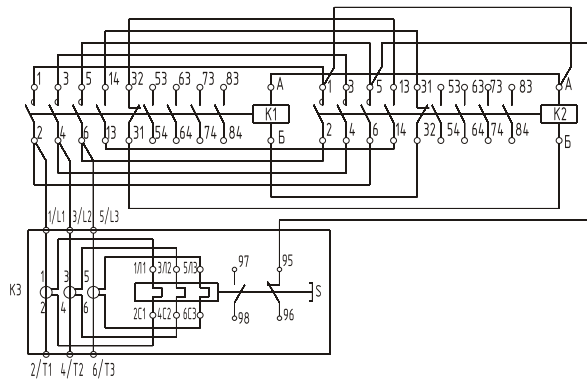 1 3 5 14 32 53 63 73 83 А 1 3 5 13 31 53 63 73 83 А
К1 К2
2 4 6 13 31 54 64 74 84 Б 2 4 6 14 32 54 64 74 84 Б
1/L1 3/L2 5/L3
1Л1 3Л2 5Л3 97 95
К3 1 3 5 S
2 4 6
2С1 4С2 6С3 98 96
2/T1 4/T2 6/T3